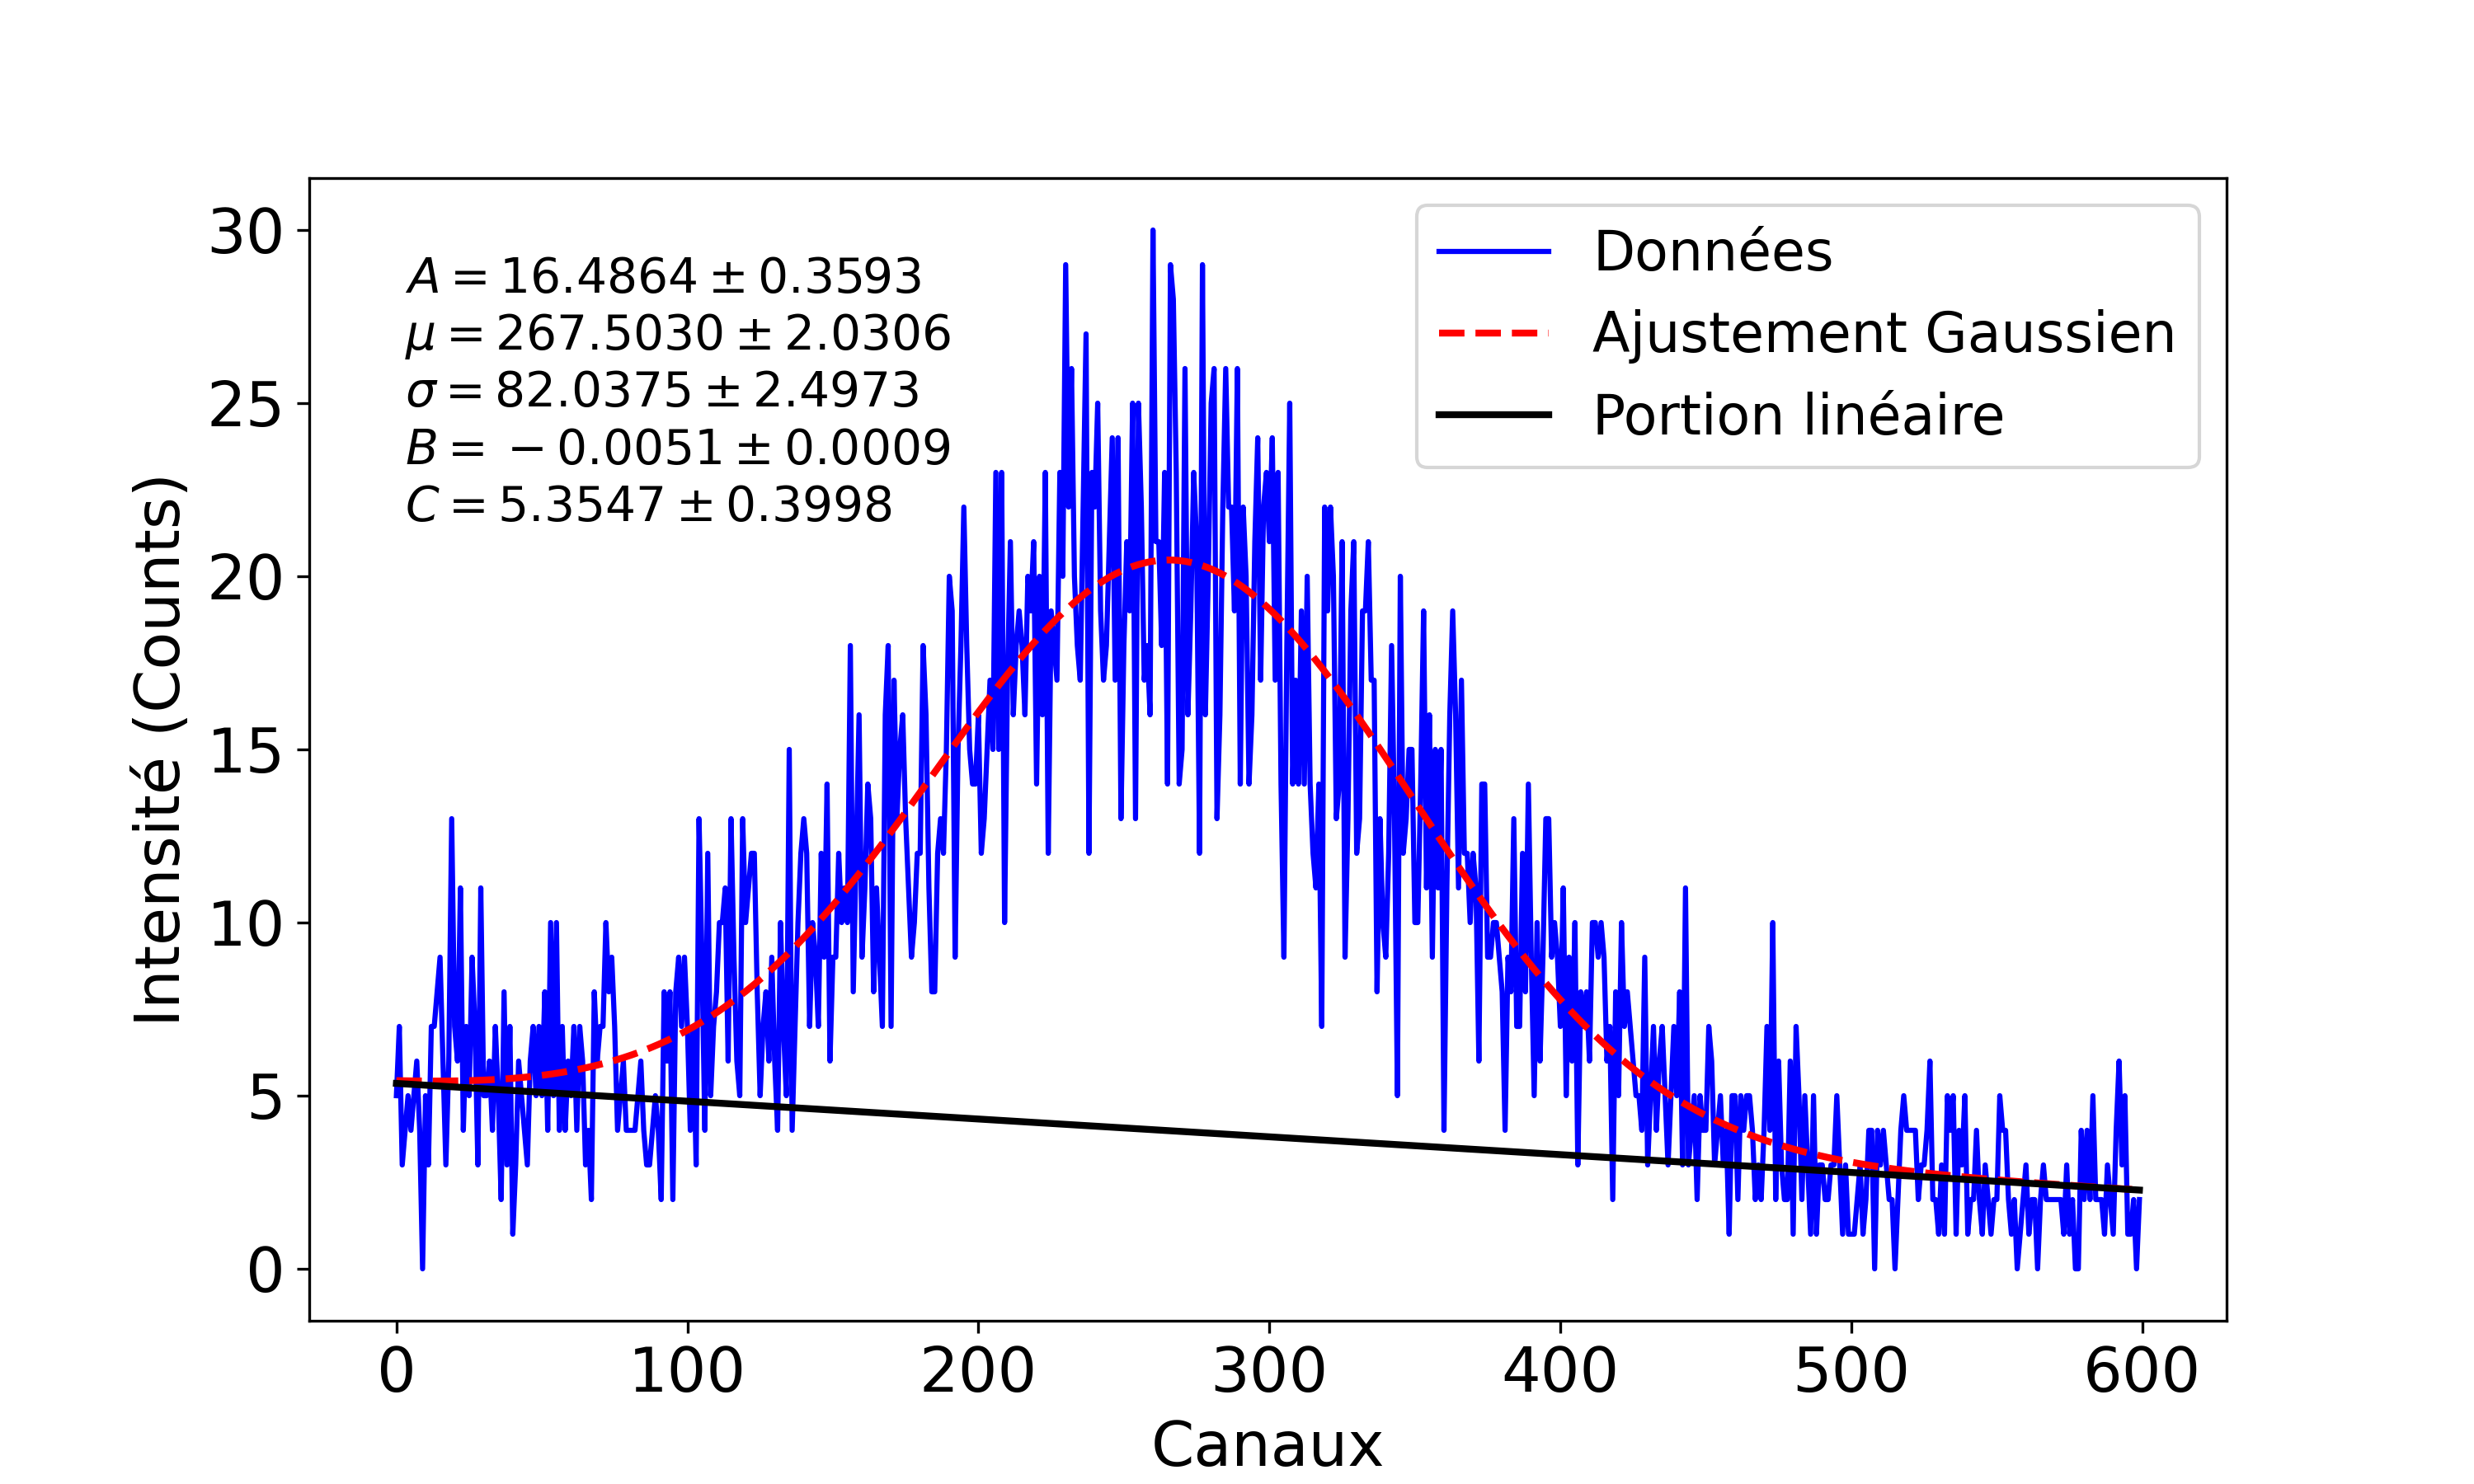 A = 16.4864 ± 0.3593
μ = 267.5030 ± 2.0306
σ = 82.0375 ± 2.4973
B = −0.0051 ± 0.0009
C = 5.3547 ± 0.3998
Données
Ajustement Gaussien
Portion linéaire
Intensité (Counts)
30
25
20
15
10
5
0
0 100 200 300 400 500 600
Canaux